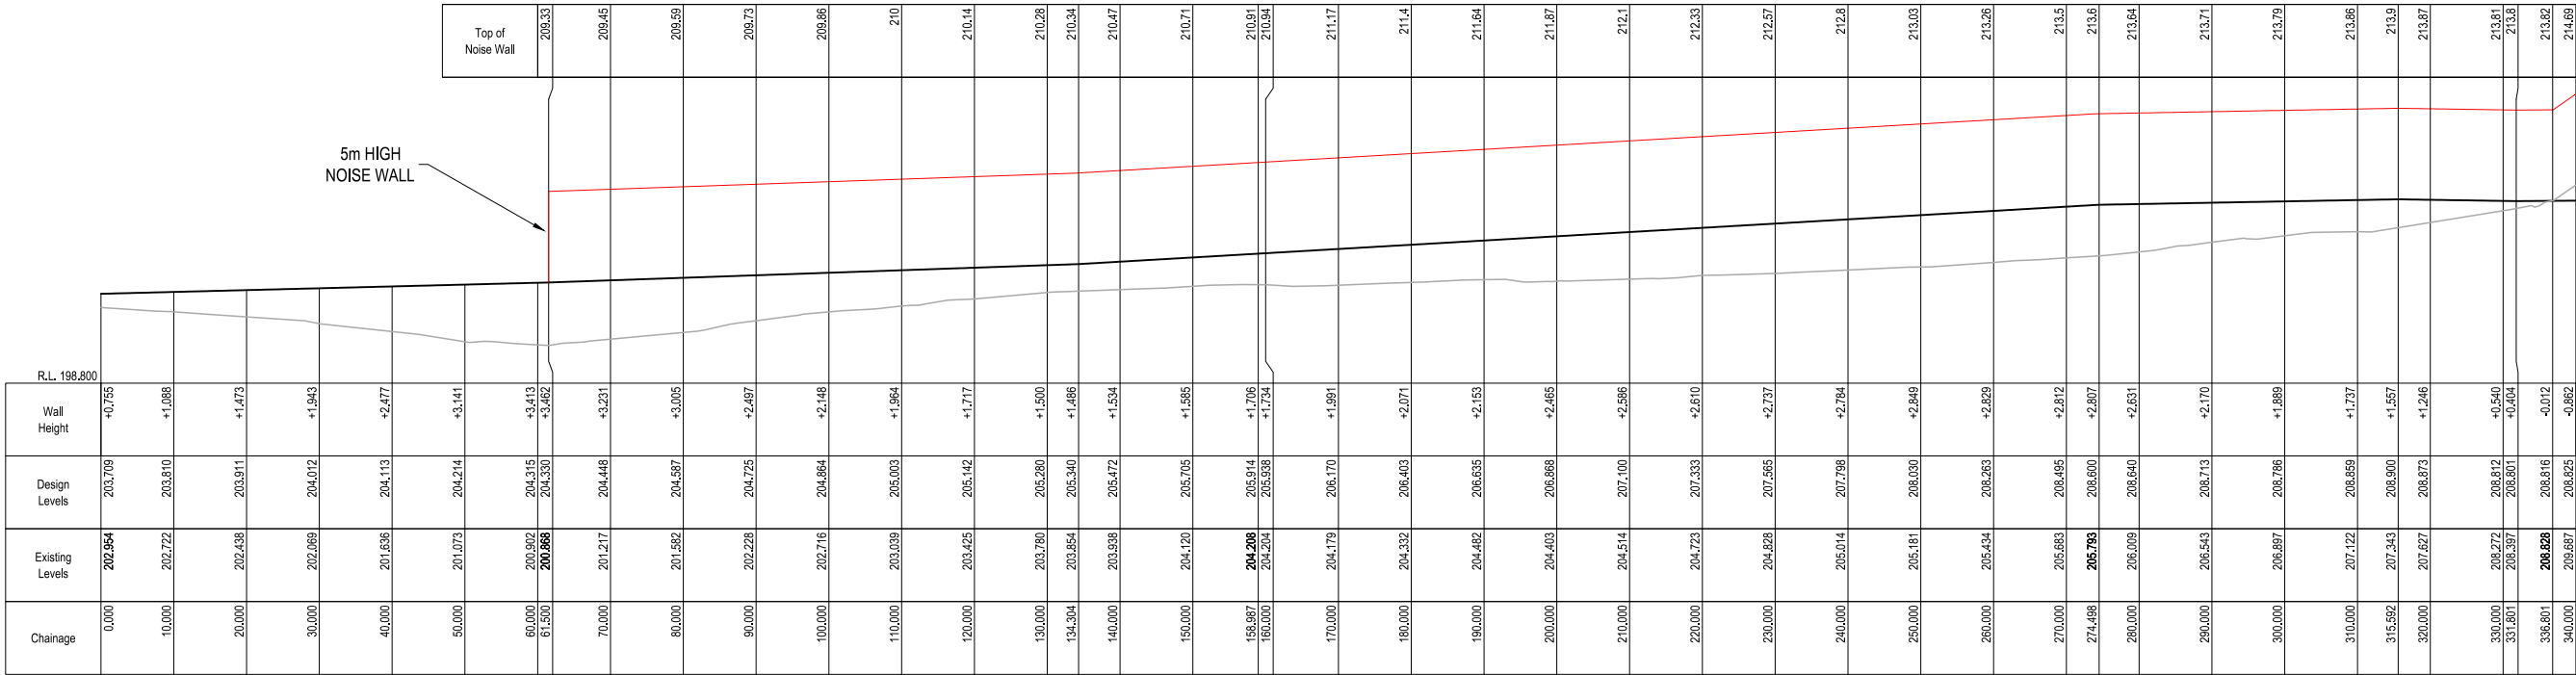 Top of
Noise Wall
209.33 209.45 209.59 209.73 209.86 210 210.14 210.28 210.34 210.47 210.71 210.91 210.94 211.17 211.4 211.64 211.87 212.1 212.33 212.57 212.8 213.03 213.26 213.5 213.6 213.64 213.71 213.79 213.86 213.9 213.87 213.81 213.8 213.82 214.69
5m HIGH
NOISE WALL
R.L. 198.800
Wall
Height
+0.755 +1.088 +1.473 +1.943 +2.477 +3.141 +3.413 +3.462 +3.231 +3.005 +2.497 +2.148 +1.964 +1.717 +1.500 +1.486 +1.534 +1.585 +1.706 +1.734 +1.991 +2.071 +2.153 +2.465 +2.586 +2.610 +2.737 +2.784 +2.849 +2.829 +2.812 +2.807 +2.631 +2.170 +1.889 +1.737 +1.557 +1.246 +0.540 +0.404 -0.012 -0.862
Design
Levels
203.709 203.810 203.911 204.012 204.113 204.214 204.315 204.330 204.448 204.587 204.725 204.864 205.003 205.142 205.280 205.340 205.472 205.705 205.914 205.938 206.170 206.403 206.635 206.868 207.100 207.333 207.565 207.798 208.030 208.263 208.495 208.600 208.640 208.713 208.786 208.859 208.900 208.873 208.812 208.801 208.816 208.825
Existing
Levels
202.954 202.722 202.438 202.069 201.636 201.073 200.902 200.868 201.217 201.582 202.228 202.716 203.039 203.425 203.780 203.854 203.938 204.120 204.208 204.204 204.179 204.332 204.482 204.403 204.514 204.723 204.828 205.014 205.181 205.434 205.683 205.793 206.009 206.543 206.897 207.122 207.343 207.627 208.272 208.397 208.828 209.687
Chainage
0.000 10.000 20.000 30.000 40.000 50.000 60.000 61.500 70.000 80.000 90.000 100.000 110.000 120.000 130.000 134.304 140.000 150.000 158.987 160.000 170.000 180.000 190.000 200.000 210.000 220.000 230.000 240.000 250.000 260.000 270.000 274.498 280.000 290.000 300.000 310.000 315.592 320.000 330.000 331.801 336.801 340.000